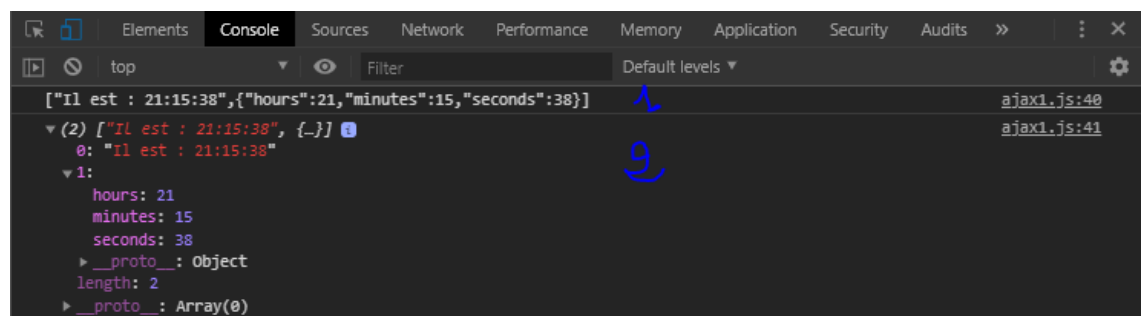 Elements Console Sources Network Performance Memory Application Security Audits »
top Filter Default levels ▼
["Il est : 21:15:38",{"hours":21,"minutes":15,"seconds":38}] 1 ajax1.js:40
▼(2) ["Il est : 21:15:38", {…}] i ajax1.js:41
0: "Il est : 21:15:38"
9
▼1:
hours: 21
minutes: 15
seconds: 38
▶__proto__: Object
length: 2
▶__proto__: Array(0)